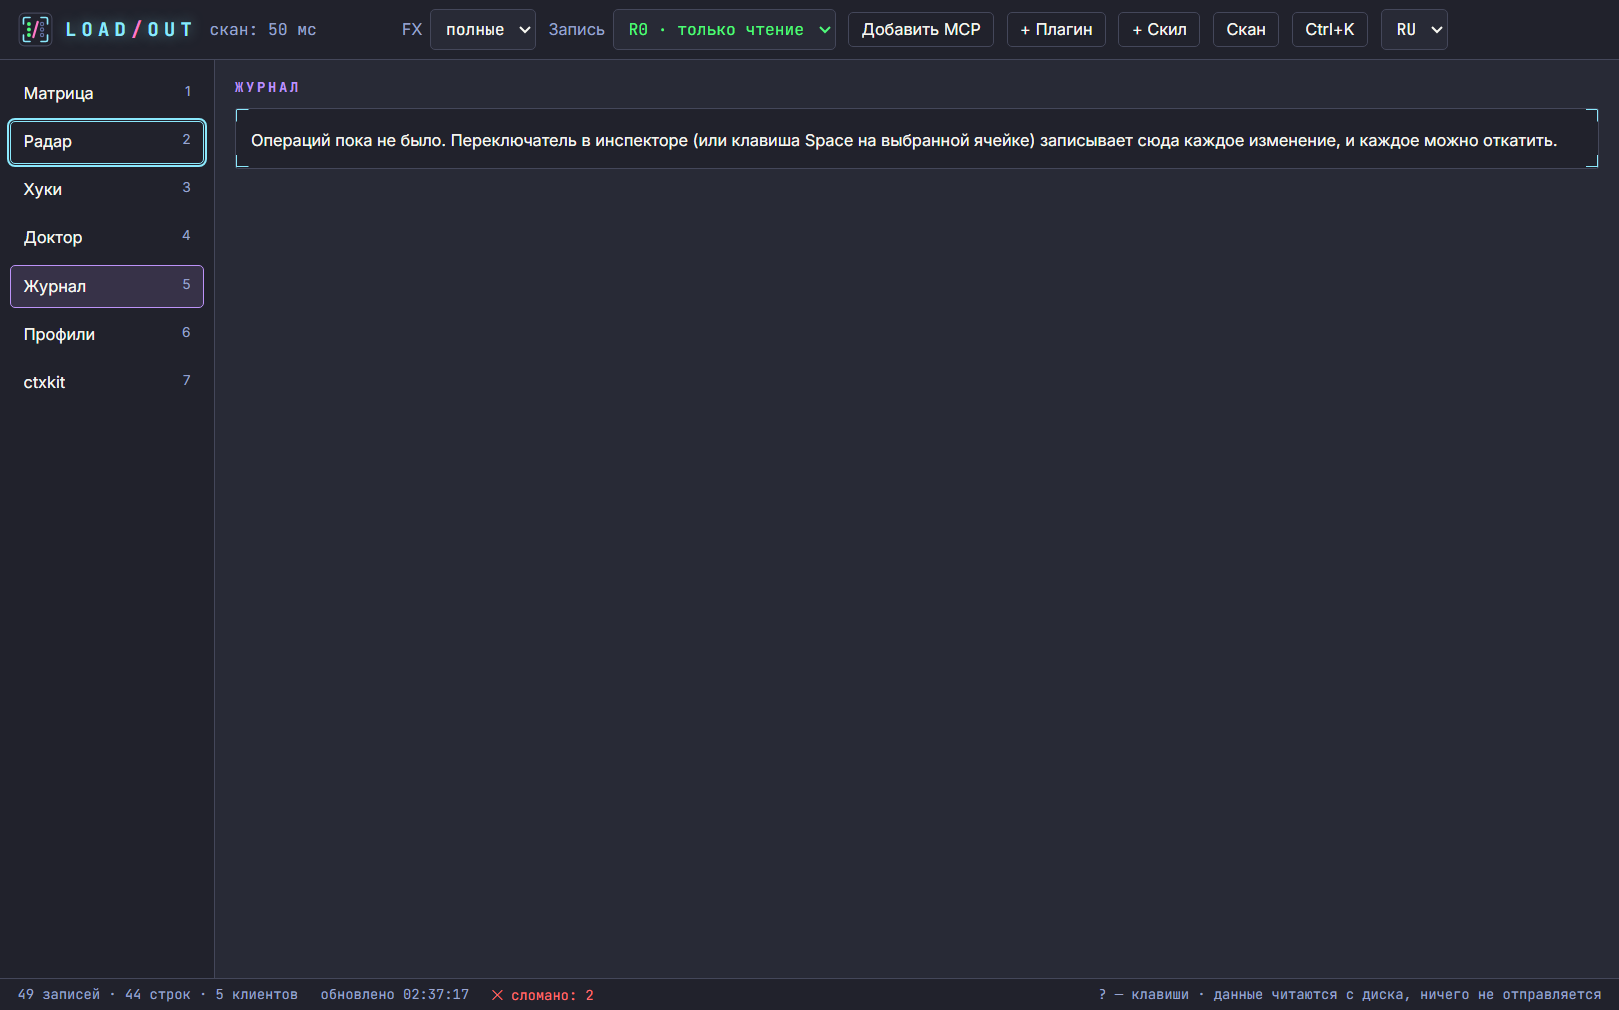 LOAD/OUT скан: 50 мс FX полные Запись R0 · только чтение Добавить MCP + Плагин + Скил Скан Ctrl+K RU
Матрица 1
Радар 2
Хуки 3
Доктор 4
Журнал 5
Профили 6
ctxkit 7
ЖУРНАЛ
Операций пока не было. Переключатель в инспекторе (или клавиша Space на выбранной ячейке) записывает сюда каждое изменение, и каждое можно откатить.
49 записей · 44 строк · 5 клиентов обновлено 02:37:17 × сломано: 2 ? — клавиши · данные читаются с диска, ничего не отправляется